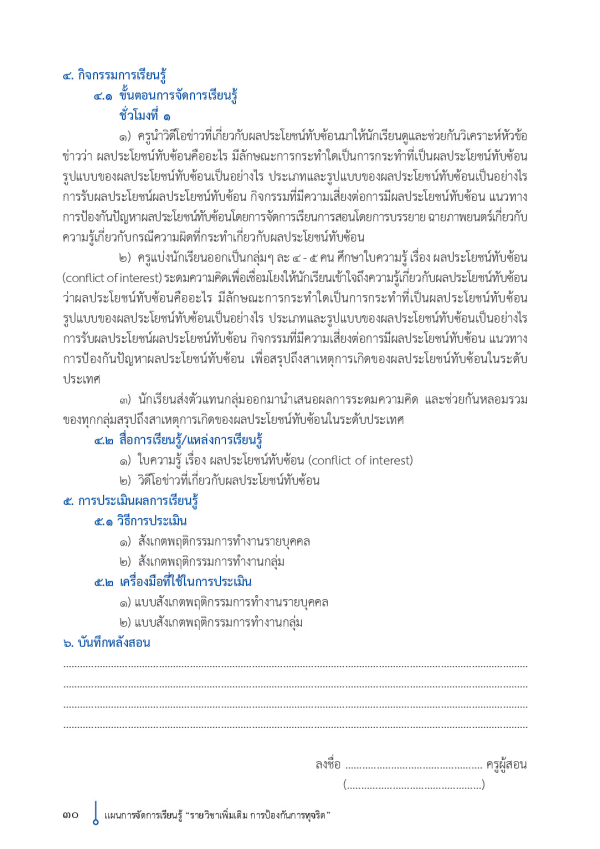 ๔. กิจกรรมการเรียนรู้
๔.๑ ขั้นตอนการจัดการเรียนรู้
ชั่วโมงที่ ๑
๑) ครูนำวิดีโอข่าวที่เกี่ยวกับผลประโยชน์ทับซ้อนมาให้นักเรียนดูและช่วยกันวิเคราะห์หัวข้อ
ข่าวว่า ผลประโยชน์ทับซ้อนคืออะไร มีลักษณะการกระทำใดเป็นการกระทำที่เป็นผลประโยชน์ทับซ้อน
รูปแบบของผลประโยชน์ทับซ้อนเป็นอย่างไร ประเภทและรูปแบบของผลประโยชน์ทับซ้อนเป็นอย่างไร
การรับผลประโยชน์ผลประโยชน์ทับซ้อน กิจกรรมที่มีความเสี่ยงต่อการมีผลประโยชน์ทับซ้อน แนวทาง
การป้องกันปัญหาผลประโยชน์ทับซ้อนโดยการจัดการเรียนการสอนโดยการบรรยาย ฉายภาพยนตร์เกี่ยวกับ
ความรู้เกี่ยวกับกรณีความผิดที่กระทำเกี่ยวกับผลประโยชน์ทับซ้อน
๒) ครูแบ่งนักเรียนออกเป็นกลุ่มๆ ละ ๔ - ๕ คน ศึกษาใบความรู้ เรื่อง ผลประโยชน์ทับซ้อน
(conflict of interest) ระดมความคิดเพื่อเชื่อมโยงให้นักเรียนเข้าใจถึงความรู้เกี่ยวกับผลประโยชน์ทับซ้อน
ว่าผลประโยชน์ทับซ้อนคืออะไร มีลักษณะการกระทำใดเป็นการกระทำที่เป็นผลประโยชน์ทับซ้อน
รูปแบบของผลประโยชน์ทับซ้อนเป็นอย่างไร ประเภทและรูปแบบของผลประโยชน์ทับซ้อนเป็นอย่างไร
การรับผลประโยชน์ผลประโยชน์ทับซ้อน กิจกรรมที่มีความเสี่ยงต่อการมีผลประโยชน์ทับซ้อน แนวทาง
การป้องกันปัญหาผลประโยชน์ทับซ้อน เพื่อสรุปถึงสาเหตุการเกิดของผลประโยชน์ทับซ้อนในระดับ
ประเทศ
๓) นักเรียนส่งตัวแทนกลุ่มออกมานำเสนอผลการระดมความคิด และช่วยกันหลอมรวม
ของทุกกลุ่มสรุปถึงสาเหตุการเกิดของผลประโยชน์ทับซ้อนในระดับประเทศ
๔.๒ สื่อการเรียนรู้/แหล่งการเรียนรู้
๑) ใบความรู้ เรื่อง ผลประโยชน์ทับซ้อน (conflict of interest)
๒) วิดีโอข่าวที่เกี่ยวกับผลประโยชน์ทับซ้อน
๕. การประเมินผลการเรียนรู้
๕.๑ วิธีการประเมิน
๑) สังเกตพฤติกรรมการทำงานรายบุคคล
๒) สังเกตพฤติกรรมการทำงานกลุ่ม
๕.๒ เครื่องมือที่ใช้ในการประเมิน
๑) แบบสังเกตพฤติกรรมการทำงานรายบุคคล
๒) แบบสังเกตพฤติกรรมการทำงานกลุ่ม
๖. บันทึกหลังสอน
ลงชื่อ ................................................ ครูผู้สอน
(................................................)
๓๐ แผนการจัดการเรียนรู้ "รายวิชาเพิ่มเติม การป้องกันการทุจริต"